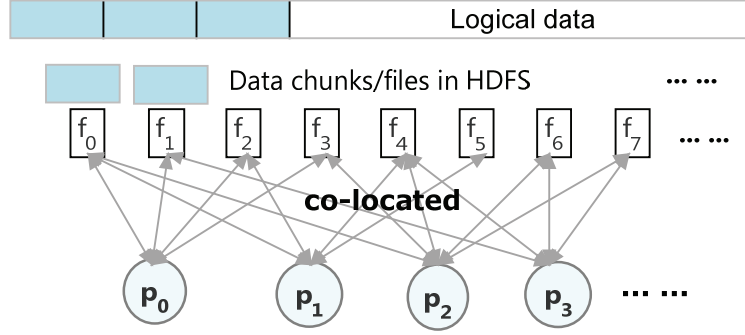 Logical data
Data chunks/files in HDFS ... ...
f0 f1 f2 f3 f4 f5 f6 f7 ... ...
co-located
p0 p1 p2 p3 ... ...